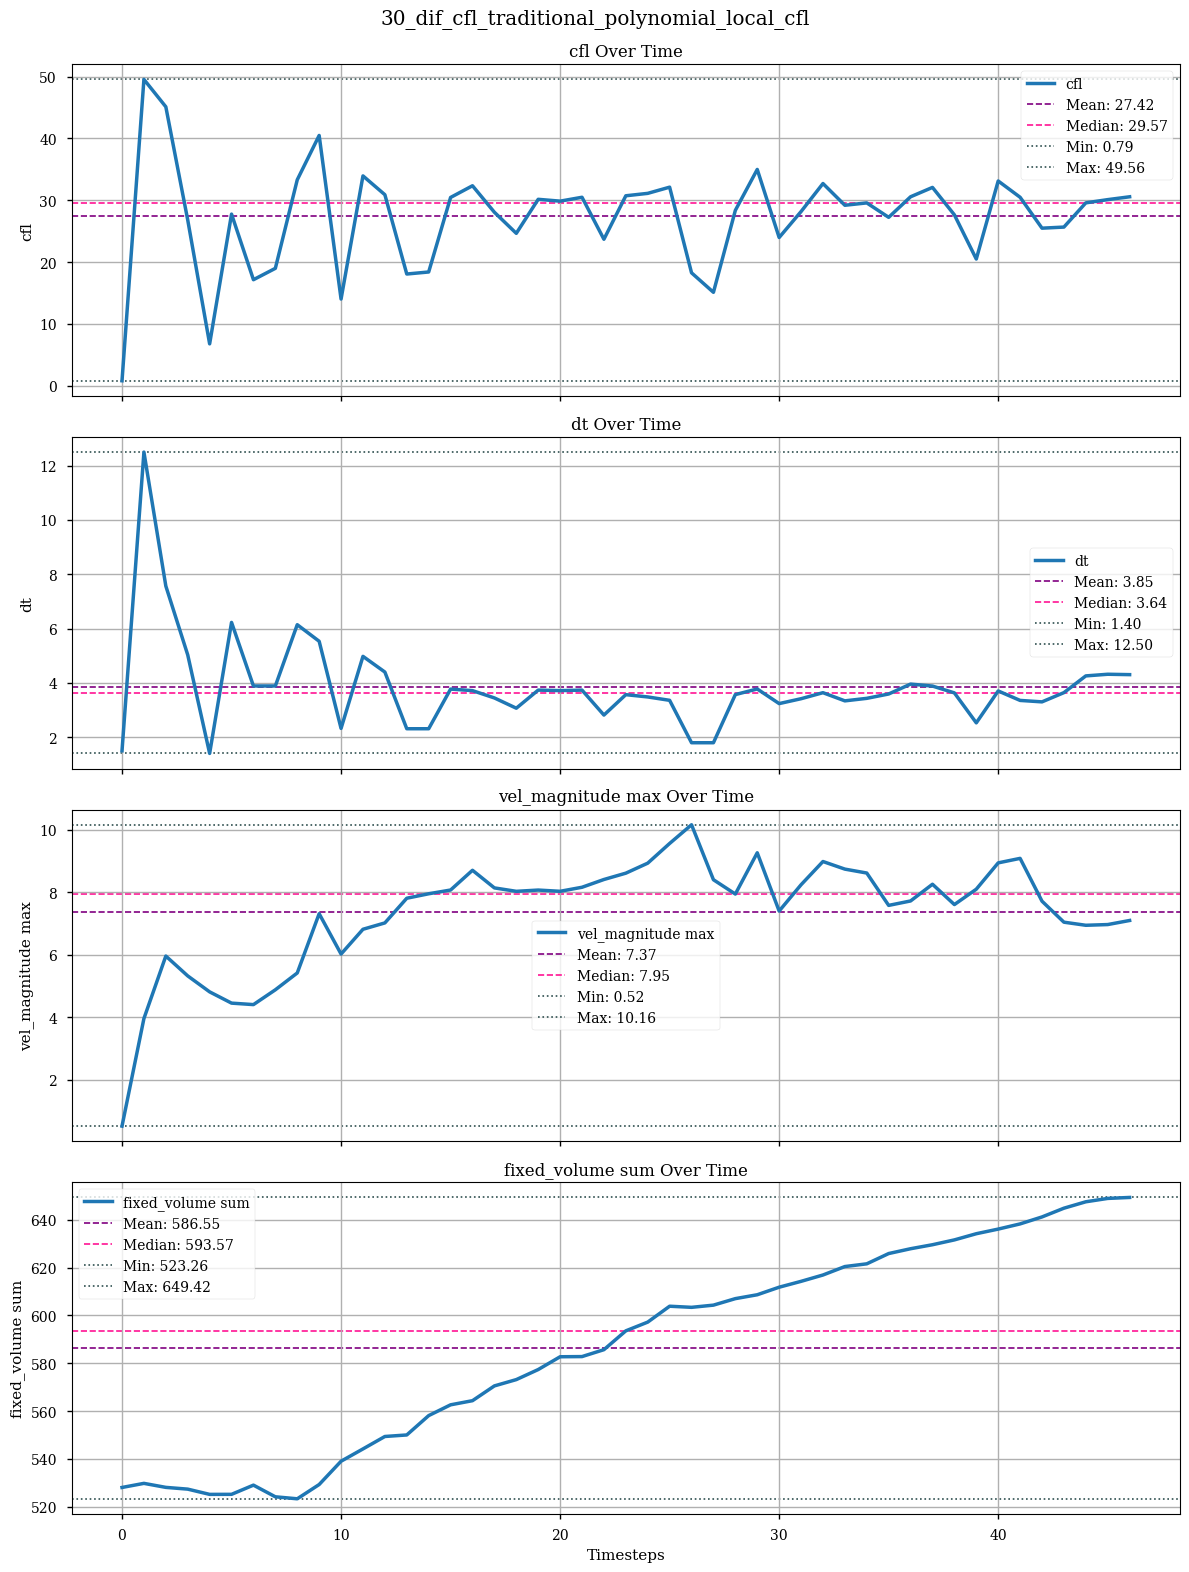 30_dif_cfl_traditional_polynomial_local_cfl
cfl Over Time
50
40
30
20
10
0
cfl
cfl
Mean: 27.42
Median: 29.57
Min: 0.79
Max: 49.56
dt Over Time
12
10
8
6
4
2
dt
dt
Mean: 3.85
Median: 3.64
Min: 1.40
Max: 12.50
vel_magnitude max Over Time
10
8
6
4
2
vel_magnitude max
vel_magnitude max
Mean: 7.37
Median: 7.95
Min: 0.52
Max: 10.16
fixed_volume sum Over Time
640
620
600
580
560
540
520
fixed_volume sum
fixed_volume sum
Mean: 586.55
Median: 593.57
Min: 523.26
Max: 649.42
0 10 20 30 40
Timesteps